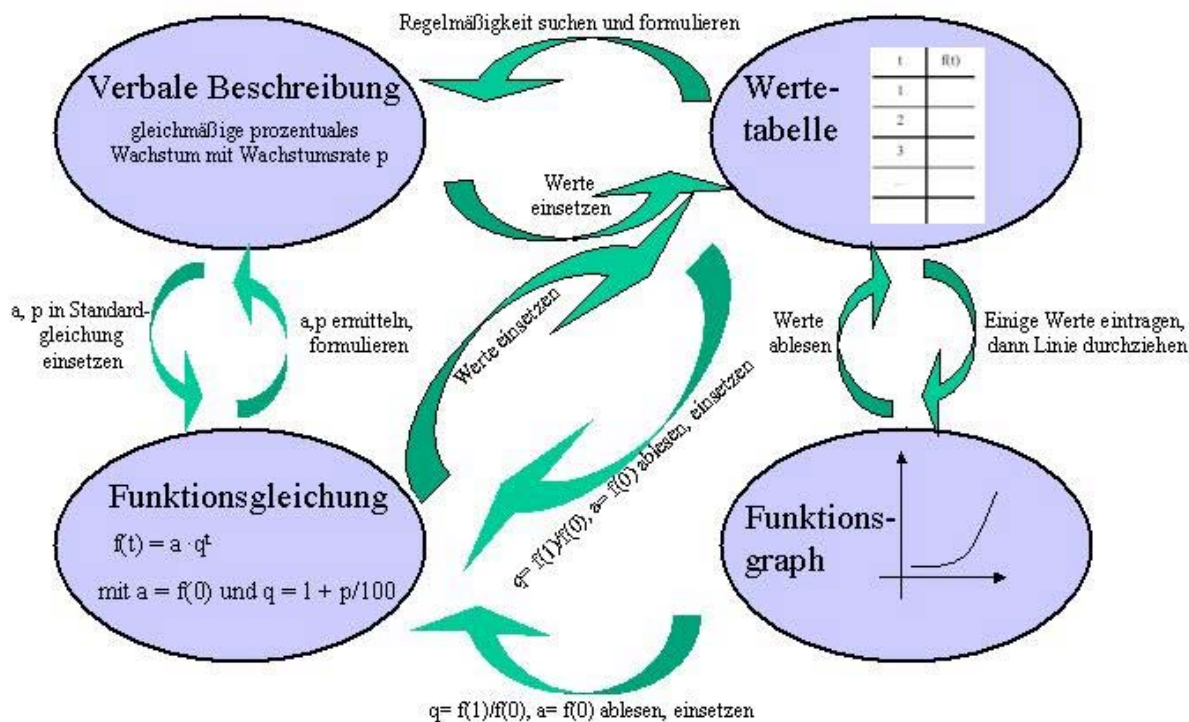 Regelmäßigkeit suchen und formulieren
Verbale Beschreibung
gleichmäßige prozentuales
Wachstum mit Wachstumsrate p
Werte-
tabelle
t f(t)
1
2
3
...
Werte
einsetzen
a, p in Standard-
gleichung
einsetzen
a,p ermitteln,
formulieren
Werte einsetzen
q= f(1)/f(0), a= f(0) ablesen, einsetzen
Werte
ablesen
Einige Werte eintragen,
dann Linie durchziehen
Funktionsgleichung
f(t) = a · qᵗ
mit a = f(0) und q = 1 + p/100
Funktions-
graph
q= f(1)/f(0), a= f(0) ablesen, einsetzen